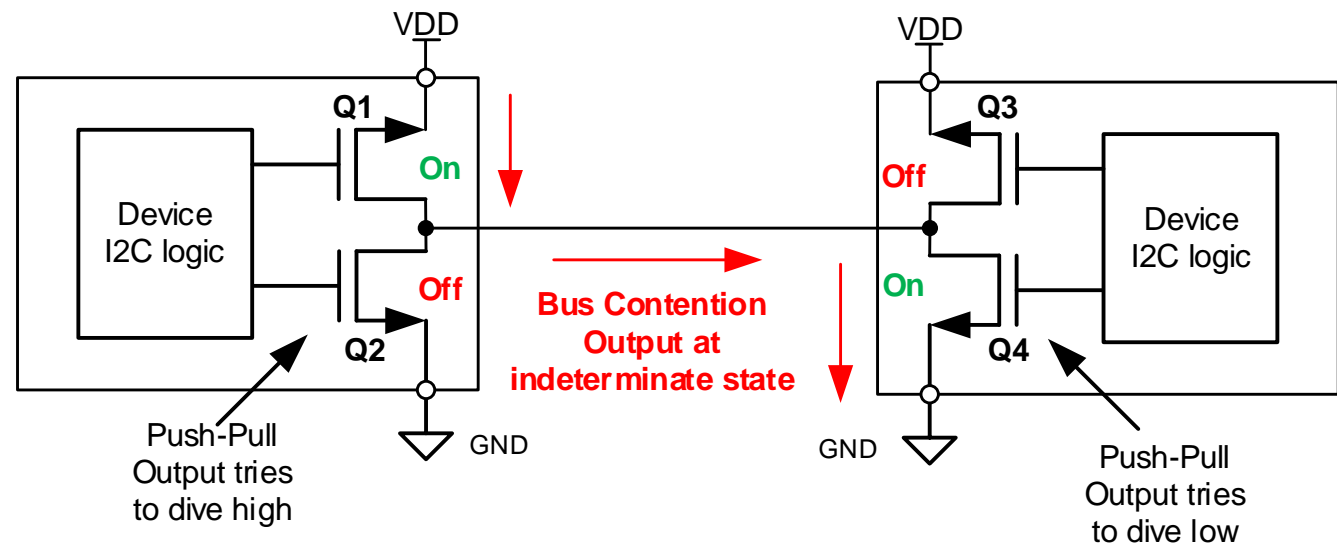 VDD
VDD
Q1
Q3
On
Off
Device
I2C logic
Device
I2C logic
Off
On
Bus Contention
Output at
indeterminate state
Q2
Q4
GND
GND
Push-Pull
Output tries
to dive high
Push-Pull
Output tries
to dive low